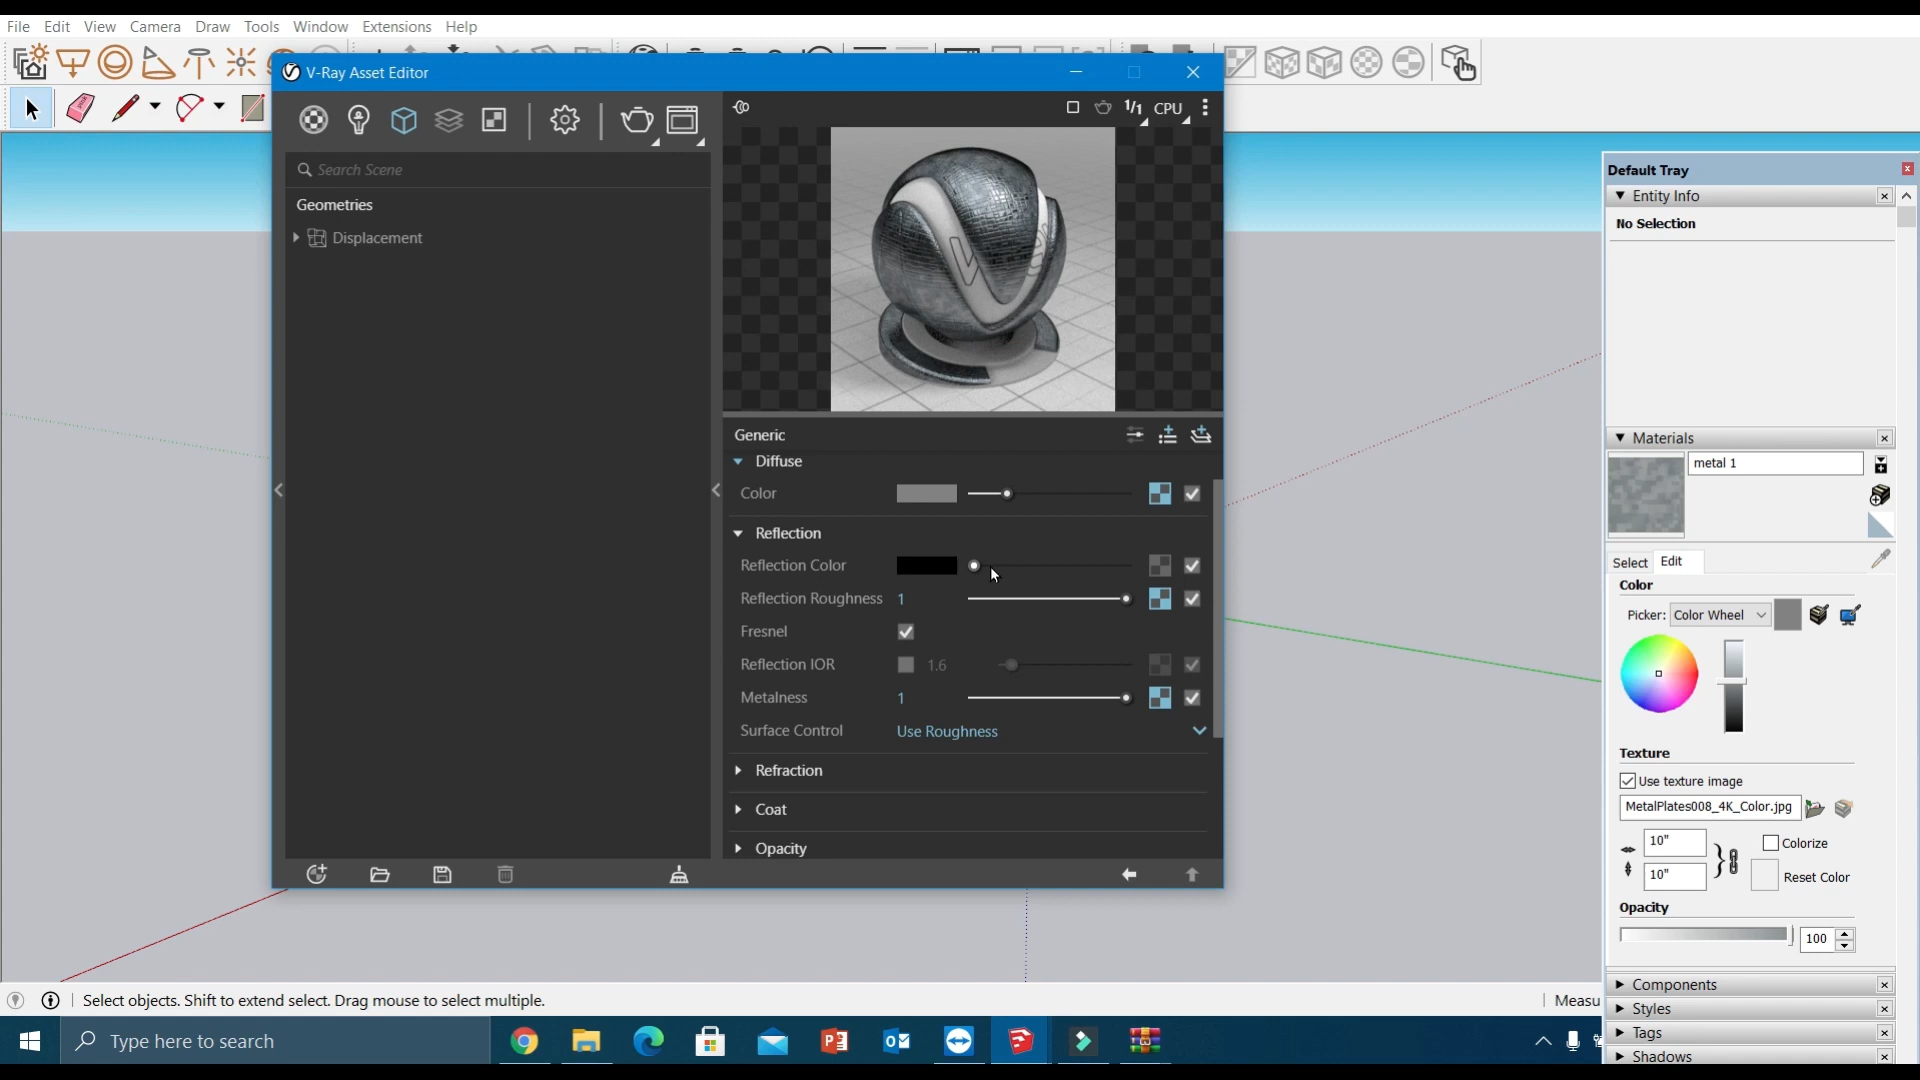 File Edit View Camera Draw Tools Window Extensions Help
V-Ray Asset Editor
1/1 CPU
Search Scene
Geometries
Displacement
Generic
Diffuse
Color
Reflection
Reflection Color
Reflection Roughness 1
Fresnel
Reflection IOR 1.6
Metalness 1
Surface Control Use Roughness
Refraction
Coat
Opacity
Default Tray
Entity Info
No Selection
Materials
metal 1
Select Edit
Color
Picker: Color Wheel
Texture
Use texture image
MetalPlates008_4K_Color.jpg
10" Colorize
10" Reset Color
Opacity
100
Components
Styles
Tags
Shadows
Select objects. Shift to extend select. Drag mouse to select multiple.
Measu
Type here to search